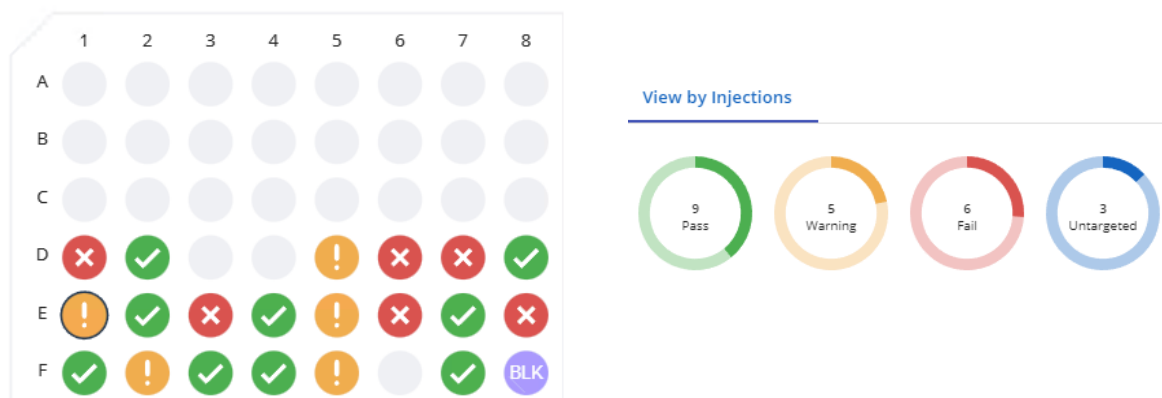 1 2 3 4 5 6 7 8
A
B
C
D
E
F BLK
View by Injections
9 5 6 3
Pass Warning Fail Untargeted